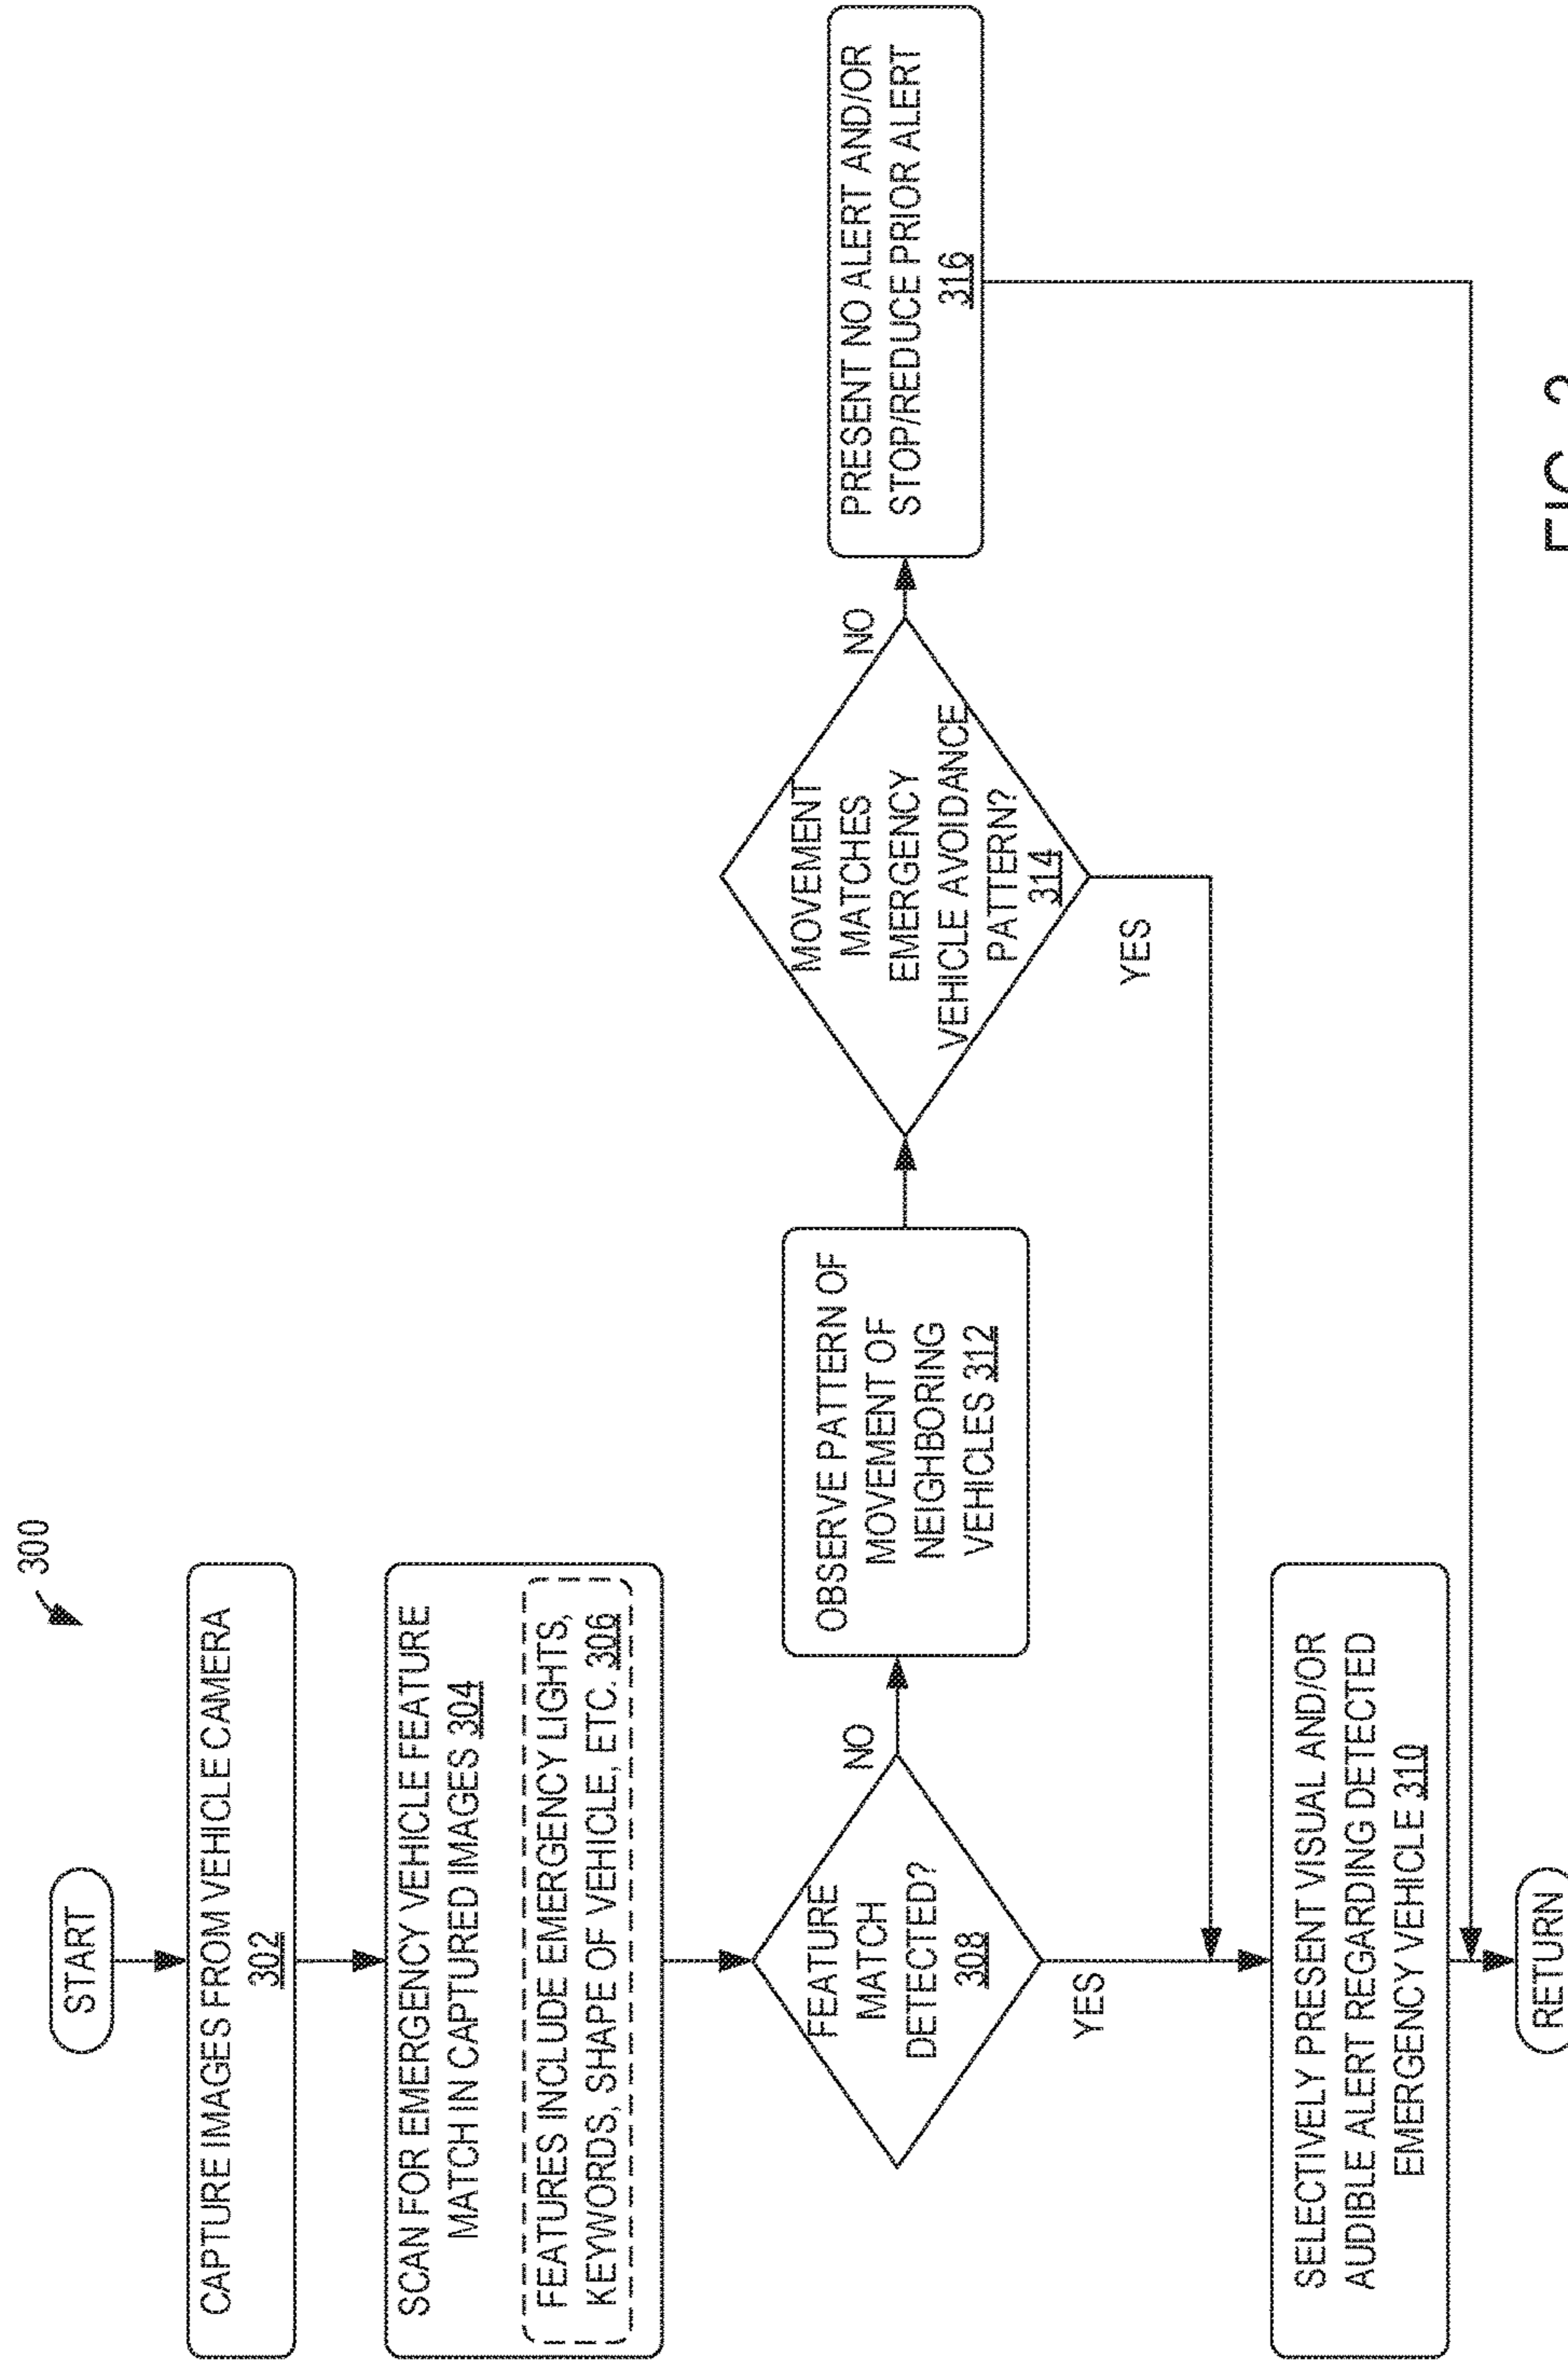 300
START
CAPTURE IMAGES FROM VEHICLE CAMERA
302
SCAN FOR EMERGENCY VEHICLE FEATURE
MATCH IN CAPTURED IMAGES 304
FEATURES INCLUDE EMERGENCY LIGHTS,
KEYWORDS, SHAPE OF VEHICLE, ETC. 306
FEATURE
MATCH
DETECTED?
308
NO
YES
OBSERVE PATTERN OF
MOVEMENT OF
NEIGHBORING
VEHICLES 312
MOVEMENT
MATCHES
EMERGENCY
VEHICLE AVOIDANCE
PATTERN?
314
NO
YES
PRESENT NO ALERT AND/OR
STOP/REDUCE PRIOR ALERT
316
SELECTIVELY PRESENT VISUAL AND/OR
AUDIBLE ALERT REGARDING DETECTED
EMERGENCY VEHICLE 310
RETURN